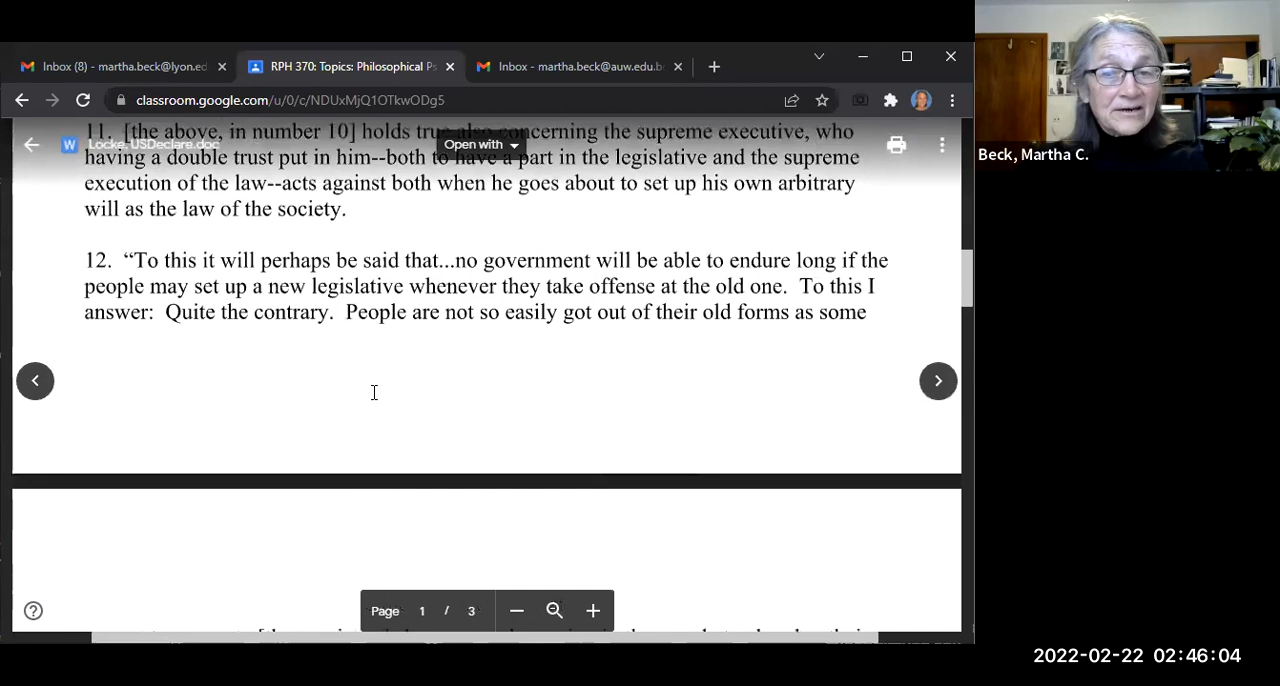 Inbox (8) - martha.beck@lyon.ed
RPH 370: Topics: Philosophical Ps
Inbox - martha.beck@auw.edu.b
classroom.google.com/u/0/c/NDUxMjQ1OTkwODg5
11. [the above, in number 10] holds true also concerning the supreme executive, who
Locke, USDeclare.doc
Open with
having a double trust put in him--both to have a part in the legislative and the supreme
execution of the law--acts against both when he goes about to set up his own arbitrary
will as the law of the society.
12. “To this it will perhaps be said that...no government will be able to endure long if the
people may set up a new legislative whenever they take offense at the old one. To this I
answer: Quite the contrary. People are not so easily got out of their old forms as some
Page 1 / 3
Beck, Martha C.
2022-02-22 02:46:04